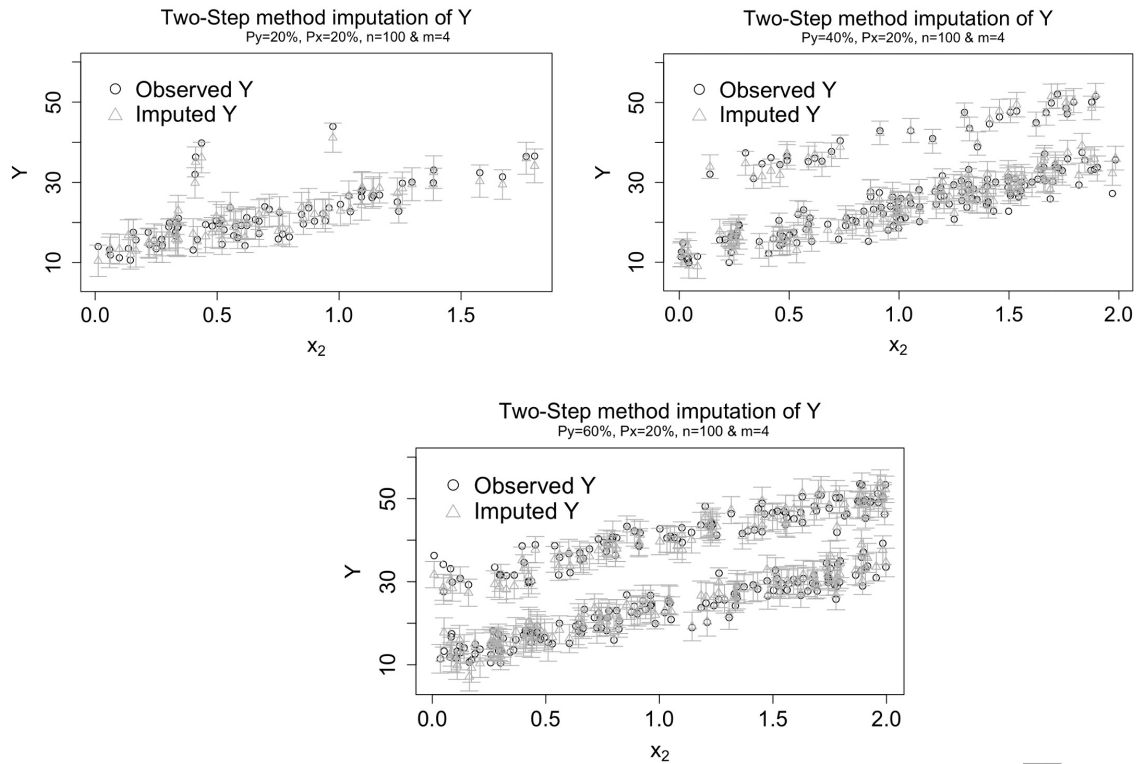 Two-Step method imputation of Y
Py=20%, Px=20%, n=100 & m=4
Observed Y
Imputed Y
Y
10
30
50
0.0
0.5
1.0
1.5
x₂
Two-Step method imputation of Y
Py=40%, Px=20%, n=100 & m=4
Observed Y
Imputed Y
Y
10
30
50
0.0
0.5
1.0
1.5
2.0
x₂
Two-Step method imputation of Y
Py=60%, Px=20%, n=100 & m=4
Observed Y
Imputed Y
Y
10
30
50
0.0
0.5
1.0
1.5
2.0
x₂